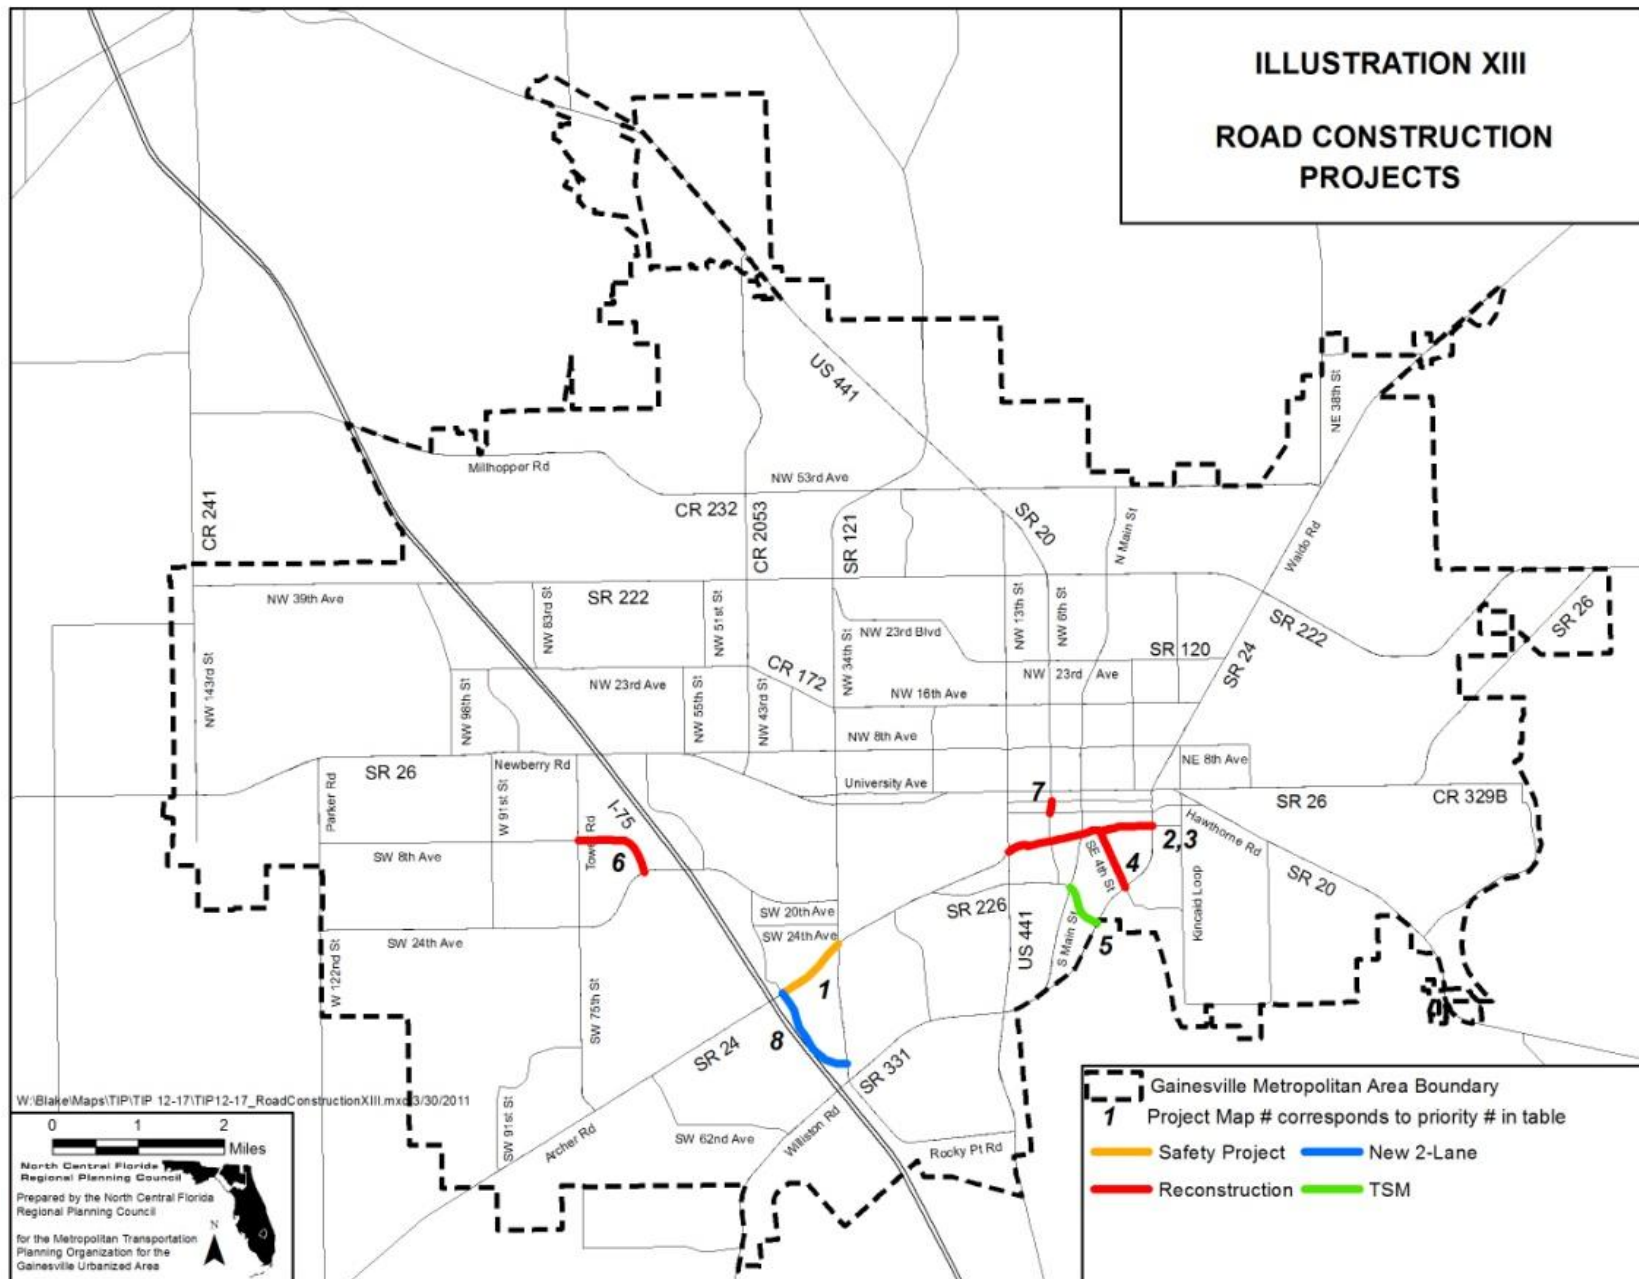 ILLUSTRATION XIII
ROAD CONSTRUCTION
PROJECTS
US 441
NE 38th St
Millhopper Rd
NW 53rd Ave
CR 232
CR 241
CR 2053
SR 121
SR 20
N Main St
Waldo Rd
NW 39th Ave
NW 83rd St
SR 222
NW 51st St
NW 23rd Blvd
NW 13th St
NW 6th St
SR 120
SR 222
SR 26
SR 24
NW 143rd St
NW 98th St
NW 23rd Ave
NW 55th St
NW 43rd St
CR 172
NW 34th St
NW 16th Ave
NW 23rd Ave
NW 8th Ave
NE 8th Ave
SR 26
Newberry Rd
University Ave
SR 26
CR 329B
Parker Rd
W 91st St
I-75
7
Hawthorne Rd
2,3
SW 8th Ave
6
SE 4th St
4
SR 20
SW 20th Ave
SR 226
SW 24th Ave
SW 24th Ave
W 122nd St
US 441
S Main St
5
Kincaid Loop
1
SW 75th St
8
SR 24
SR 331
SW 91st St
Archer Rd
SW 62nd Ave
Williston Rd
Rocky Pt Rd
W:\Blake\Maps\TIP\TIP 12-17\TIP12-17_RoadConstructionXIII.mxd 3/30/2011
0 1 2
Miles
North Central Florida
Regional Planning Council
Prepared by the North Central Florida
Regional Planning Council
N
for the Metropolitan Transportation
Planning Organization for the
Gainesville Urbanized Area
Gainesville Metropolitan Area Boundary
1 Project Map # corresponds to priority # in table
Safety Project New 2-Lane
Reconstruction TSM